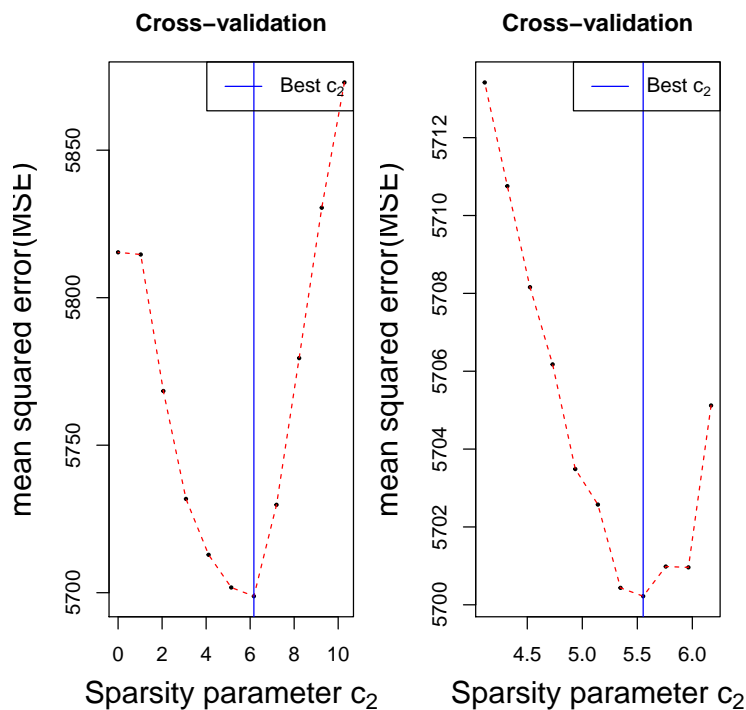 Cross−validation
Best c2
mean squared error(MSE)
5700
5750
5800
5850
0 2 4 6 8 10
Sparsity parameter c2
Cross−validation
Best c2
mean squared error(MSE)
5700
5702
5704
5706
5708
5710
5712
4.5 5.0 5.5 6.0
Sparsity parameter c2